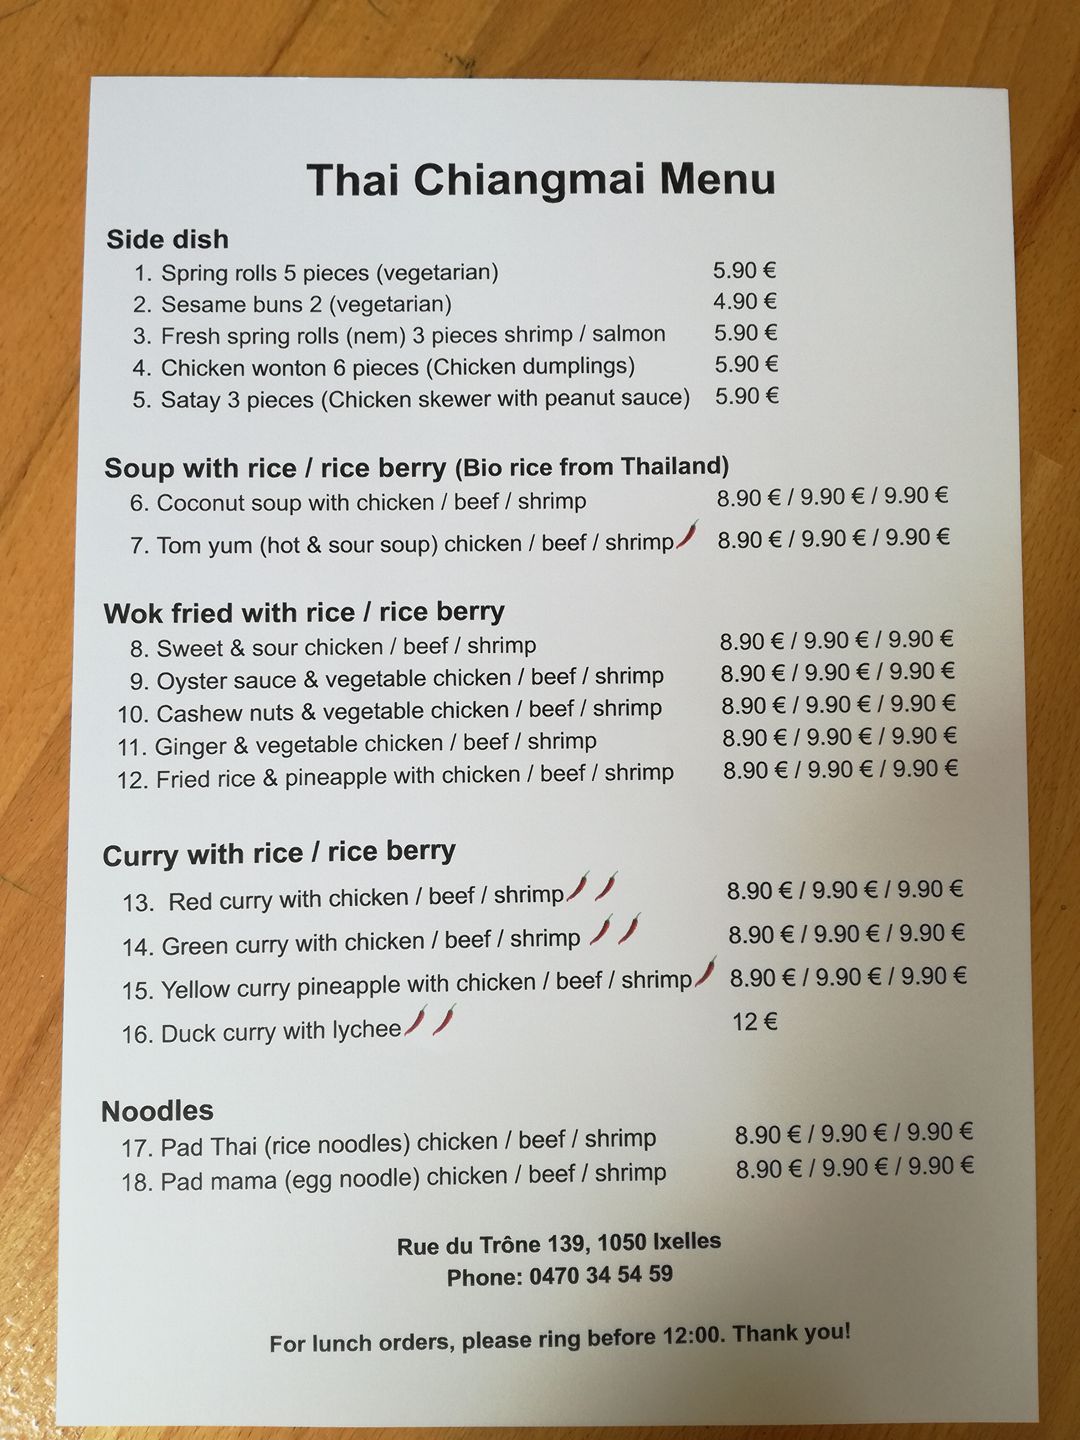 Thai Chiangmai Menu
Side dish
1. Spring rolls 5 pieces (vegetarian) 5.90 €
2. Sesame buns 2 (vegetarian) 4.90 €
3. Fresh spring rolls (nem) 3 pieces shrimp / salmon 5.90 €
4. Chicken wonton 6 pieces (Chicken dumplings) 5.90 €
5. Satay 3 pieces (Chicken skewer with peanut sauce) 5.90 €
Soup with rice / rice berry (Bio rice from Thailand)
6. Coconut soup with chicken / beef / shrimp 8.90 € / 9.90 € / 9.90 €
7. Tom yum (hot & sour soup) chicken / beef / shrimp 8.90 € / 9.90 € / 9.90 €
Wok fried with rice / rice berry
8. Sweet & sour chicken / beef / shrimp 8.90 € / 9.90 € / 9.90 €
9. Oyster sauce & vegetable chicken / beef / shrimp 8.90 € / 9.90 € / 9.90 €
10. Cashew nuts & vegetable chicken / beef / shrimp 8.90 € / 9.90 € / 9.90 €
11. Ginger & vegetable chicken / beef / shrimp 8.90 € / 9.90 € / 9.90 €
12. Fried rice & pineapple with chicken / beef / shrimp 8.90 € / 9.90 € / 9.90 €
Curry with rice / rice berry
13. Red curry with chicken / beef / shrimp 8.90 € / 9.90 € / 9.90 €
14. Green curry with chicken / beef / shrimp 8.90 € / 9.90 € / 9.90 €
15. Yellow curry pineapple with chicken / beef / shrimp 8.90 € / 9.90 € / 9.90 €
16. Duck curry with lychee 12 €
Noodles
17. Pad Thai (rice noodles) chicken / beef / shrimp 8.90 € / 9.90 € / 9.90 €
18. Pad mama (egg noodle) chicken / beef / shrimp 8.90 € / 9.90 € / 9.90 €
Rue du Trône 139, 1050 Ixelles
Phone: 0470 34 54 59
For lunch orders, please ring before 12:00. Thank you!